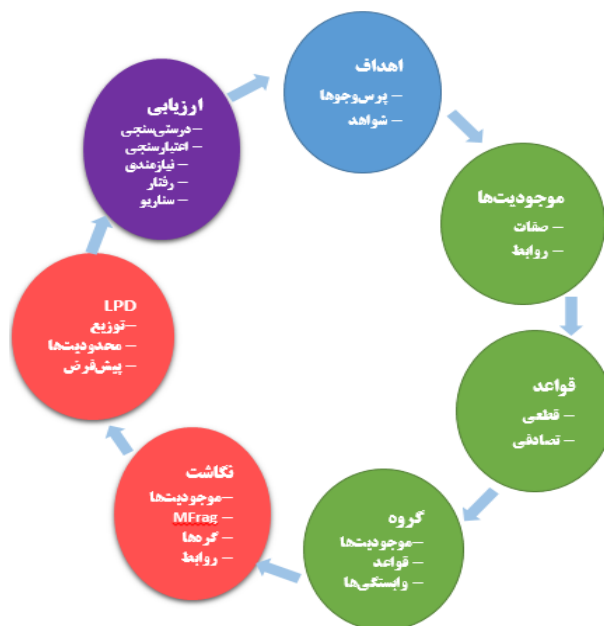 اهداف
– پرس‌وجوها
– شواهد
موجودیت‌ها
– صفات
– روابط
قواعد
– قطعی
– تصادفی
گروه
–موجودیت‌ها
– قواعد
– وابستگی‌ها
نگاشت
–موجودیت‌ها
–MFrag
– گره‌ها
– روابط
LPD
–توزیع
–محدودیت‌ها
–پیش‌فرض
ارزیابی
–درستی‌سنجی
–اعتبارسنجی
–نیازمندی
–رفتار
–سناریو